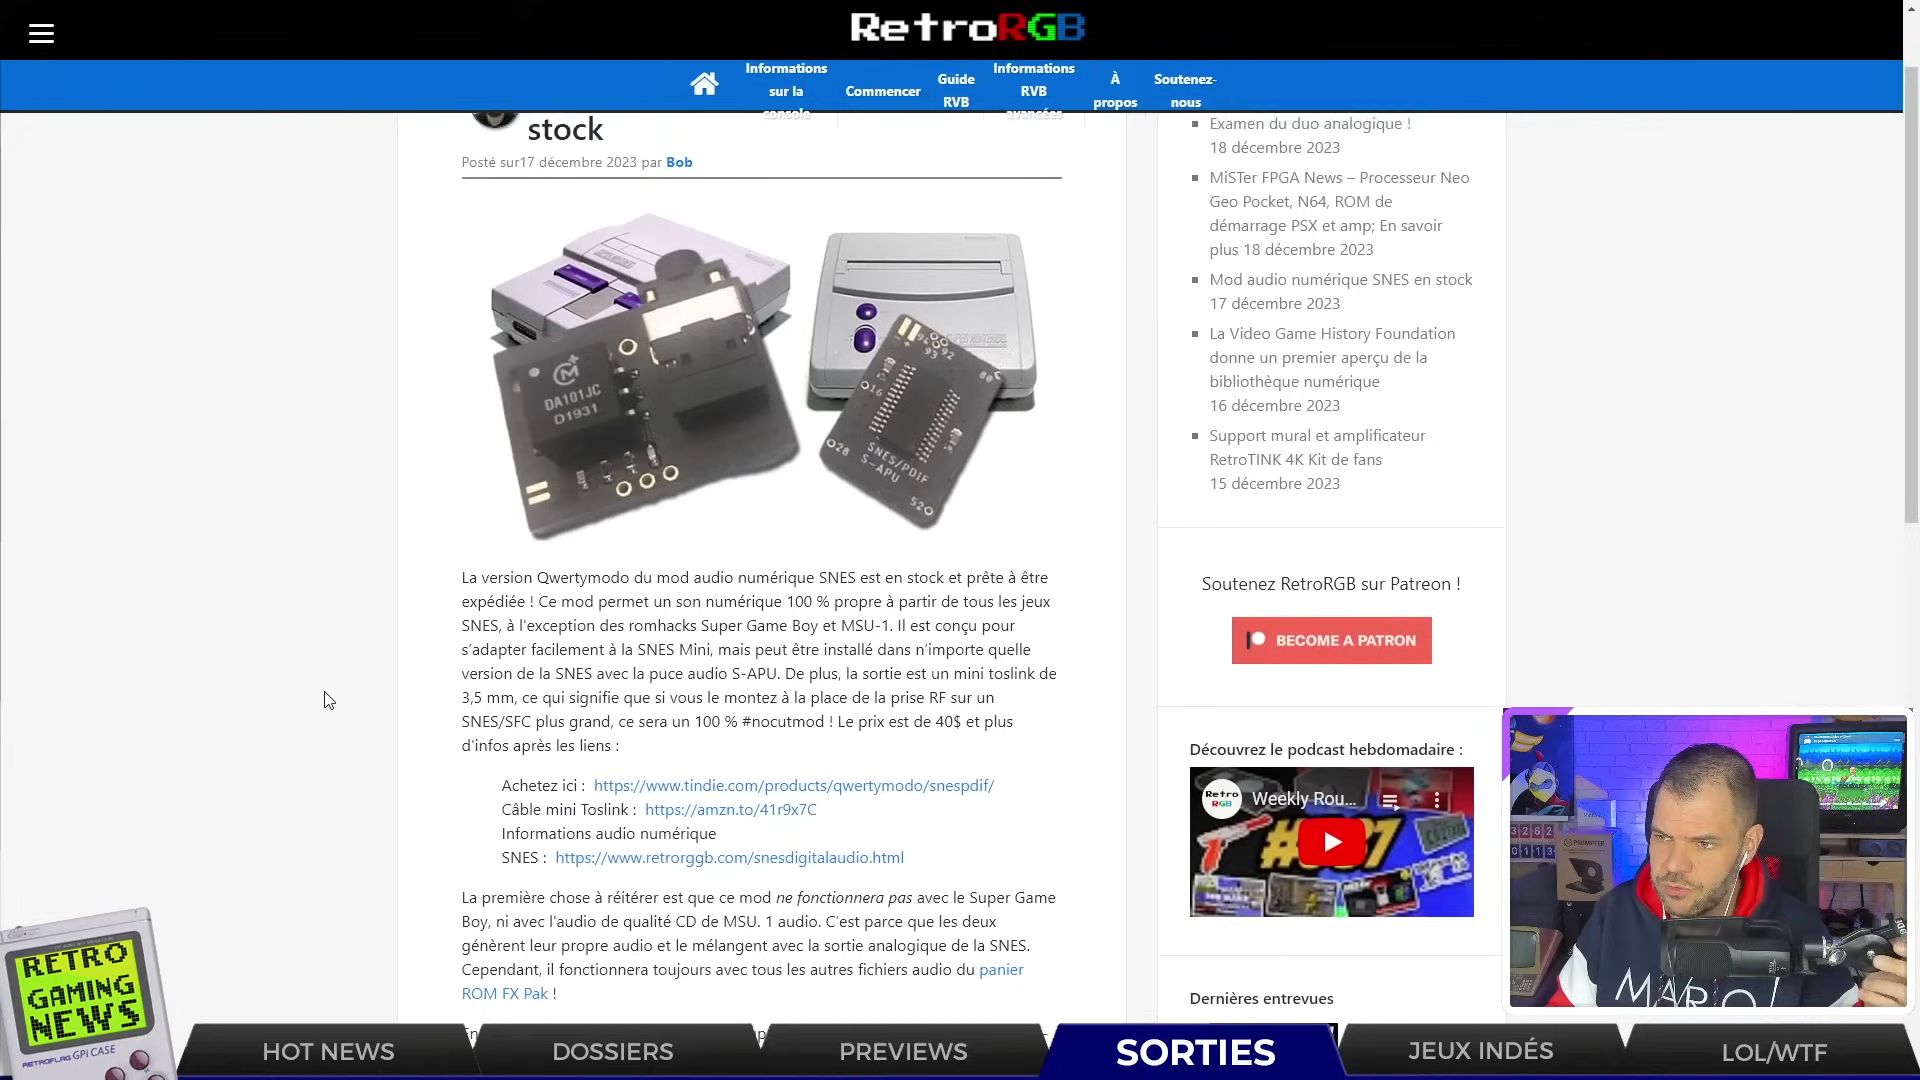 RetroRGB
Informations
sur la
console
Commencer
Guide
RVB
Informations
RVB
avancées
À
propos
Soutenez-
nous
stock
Posté sur17 décembre 2023 par Bob
DA101JC
D1931
94 92
93
80
16
28
SNES/PDIF
S-APU
52
La version Qwertymodo du mod audio numérique SNES est en stock et prête à être
expédiée ! Ce mod permet un son numérique 100 % propre à partir de tous les jeux
SNES, à l'exception des romhacks Super Game Boy et MSU-1. Il est conçu pour
s’adapter facilement à la SNES Mini, mais peut être installé dans n’importe quelle
version de la SNES avec la puce audio S-APU. De plus, la sortie est un mini toslink de
3,5 mm, ce qui signifie que si vous le montez à la place de la prise RF sur un
SNES/SFC plus grand, ce sera un 100 % #nocutmod ! Le prix est de 40$ et plus
d'infos après les liens :
Achetez ici : https://www.tindie.com/products/qwertymodo/snespdif/
Câble mini Toslink : https://amzn.to/41r9x7C
Informations audio numérique
SNES : https://www.retrorggb.com/snesdigitalaudio.html
La première chose à réitérer est que ce mod ne fonctionnera pas avec le Super Game
Boy, ni avec l'audio de qualité CD de MSU. 1 audio. C’est parce que les deux
génèrent leur propre audio et le mélangent avec la sortie analogique de la SNES.
Cependant, il fonctionnera toujours avec tous les autres fichiers audio du panier
ROM FX Pak !
Examen du duo analogique !
18 décembre 2023
MiSTer FPGA News – Processeur Neo
Geo Pocket, N64, ROM de
démarrage PSX et amp; En savoir
plus 18 décembre 2023
Mod audio numérique SNES en stock
17 décembre 2023
La Video Game History Foundation
donne un premier aperçu de la
bibliothèque numérique
16 décembre 2023
Support mural et amplificateur
RetroTINK 4K Kit de fans
15 décembre 2023
Soutenez RetroRGB sur Patreon !
BECOME A PATRON
Découvrez le podcast hebdomadaire :
Retro
RGB
Weekly Rou...
Dernières entrevues
PROMPTER
MARIO
RETRO
GAMING
NEWS
RETROFLAG GPi CASE
HOT NEWS
DOSSIERS
PREVIEWS
SORTIES
JEUX INDÉS
LOL/WTF